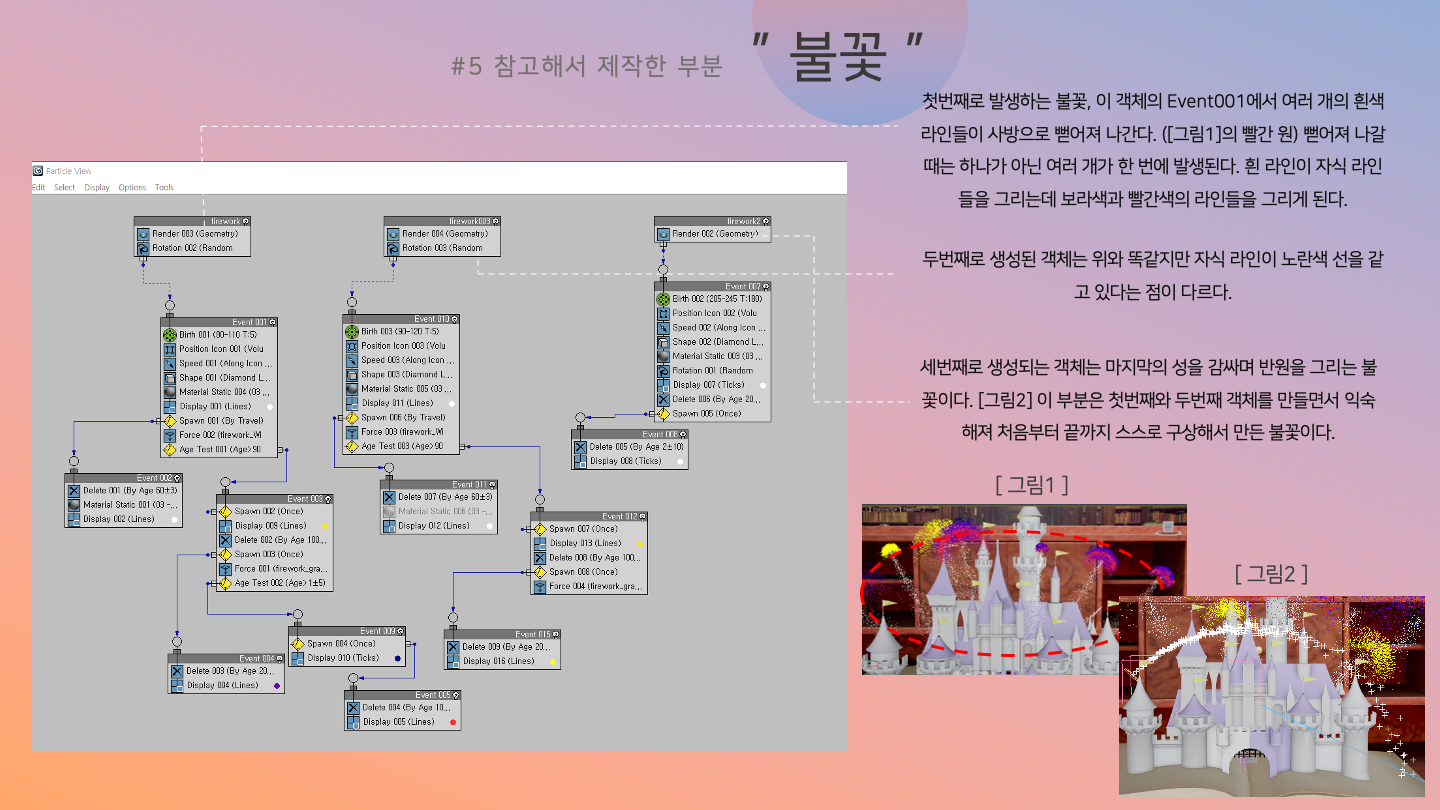 #5 참고해서 제작한 부분
" 불꽃 "
첫번째로 발생하는 불꽃, 이 객체의 Event001에서 여러 개의 흰색
라인들이 사방으로 뻗어져 나간다. ([그림1]의 빨간 원) 뻗어져 나갈
때는 하나가 아닌 여러 개가 한 번에 발생된다. 흰 라인이 자식 라인
들을 그리는데 보라색과 빨간색의 라인들을 그리게 된다.
두번째로 생성된 객체는 위와 똑같지만 자식 라인이 노란색 선을 같
고 있다는 점이 다르다.
세번째로 생성되는 객체는 마지막의 성을 감싸며 반원을 그리는 불
꽃이다. [그림2] 이 부분은 첫번째와 두번째 객체를 만들면서 익숙
해져 처음부터 끝까지 스스로 구상해서 만든 불꽃이다.
[ 그림1 ]
[ 그림2 ]
Particle View
Edit Select Display Options Tools
firework
Render 003 (Geometry)
Rotation 002 (Random
Event 001
Birth 001 (80-110 T:5)
Position Icon 001 (Volu
Speed 001 (Along Icon ...
Shape 001 (Diamond L...
Material Static 004 (03 ...
Display 001 (Lines)
Spawn 001 (By Travel)
Force 002 (firework_WI
Age Test 001 (Age>90
Event 002
Delete 001 (By Age 60±3)
Material Static 001 (03 -...
Display 002 (Lines)
Event 003
Spawn 002 (Once)
Display 009 (Lines)
Delete 002 (By Age 100...
Spawn 003 (Once)
Force 001 (firework_gra...
Age Test 002 (Age>1±5)
Event 004
Delete 003 (By Age 20,...
Display 004 (Lines)
Event 009
Spawn 004 (Once)
Display 010 (Ticks)
Event 005
Delete 004 (By Age 10...
Display 005 (Lines)
firework003
Render 004 (Geometry)
Rotation 003 (Random
Event 010
Birth 003 (90-120 T:5)
Position Icon 003 (Volu
Speed 003 (Along Icon ...
Shape 003 (Diamond L...
Material Static 005 (03 ...
Display 011 (Lines)
Spawn 006 (By Travel)
Force 003 (firework_WI
Age Test 003 (Age>90
Event 011
Delete 007 (By Age 60±3)
Material Static 006 (03 -...
Display 012 (Lines)
Event 012
Spawn 007 (Once)
Display 013 (Lines)
Delete 008 (By Age 100,...
Spawn 008 (Once)
Force 004 (firework_gra...
Event 015
Delete 009 (By Age 20...
Display 016 (Lines)
firework2
Render 002 (Geometry)
Event 007
Birth 002 (205-245 T:180)
Position Icon 002 (Volu
Speed 002 (Along Icon ...
Shape 002 (Diamond L...
Material Static 003 (03 ...
Rotation 001 (Random
Display 007 (Ticks)
Delete 006 (By Age 20,...
Spawn 005 (Once)
Event 008
Delete 005 (By Age 2±10)
Display 008 (Ticks)